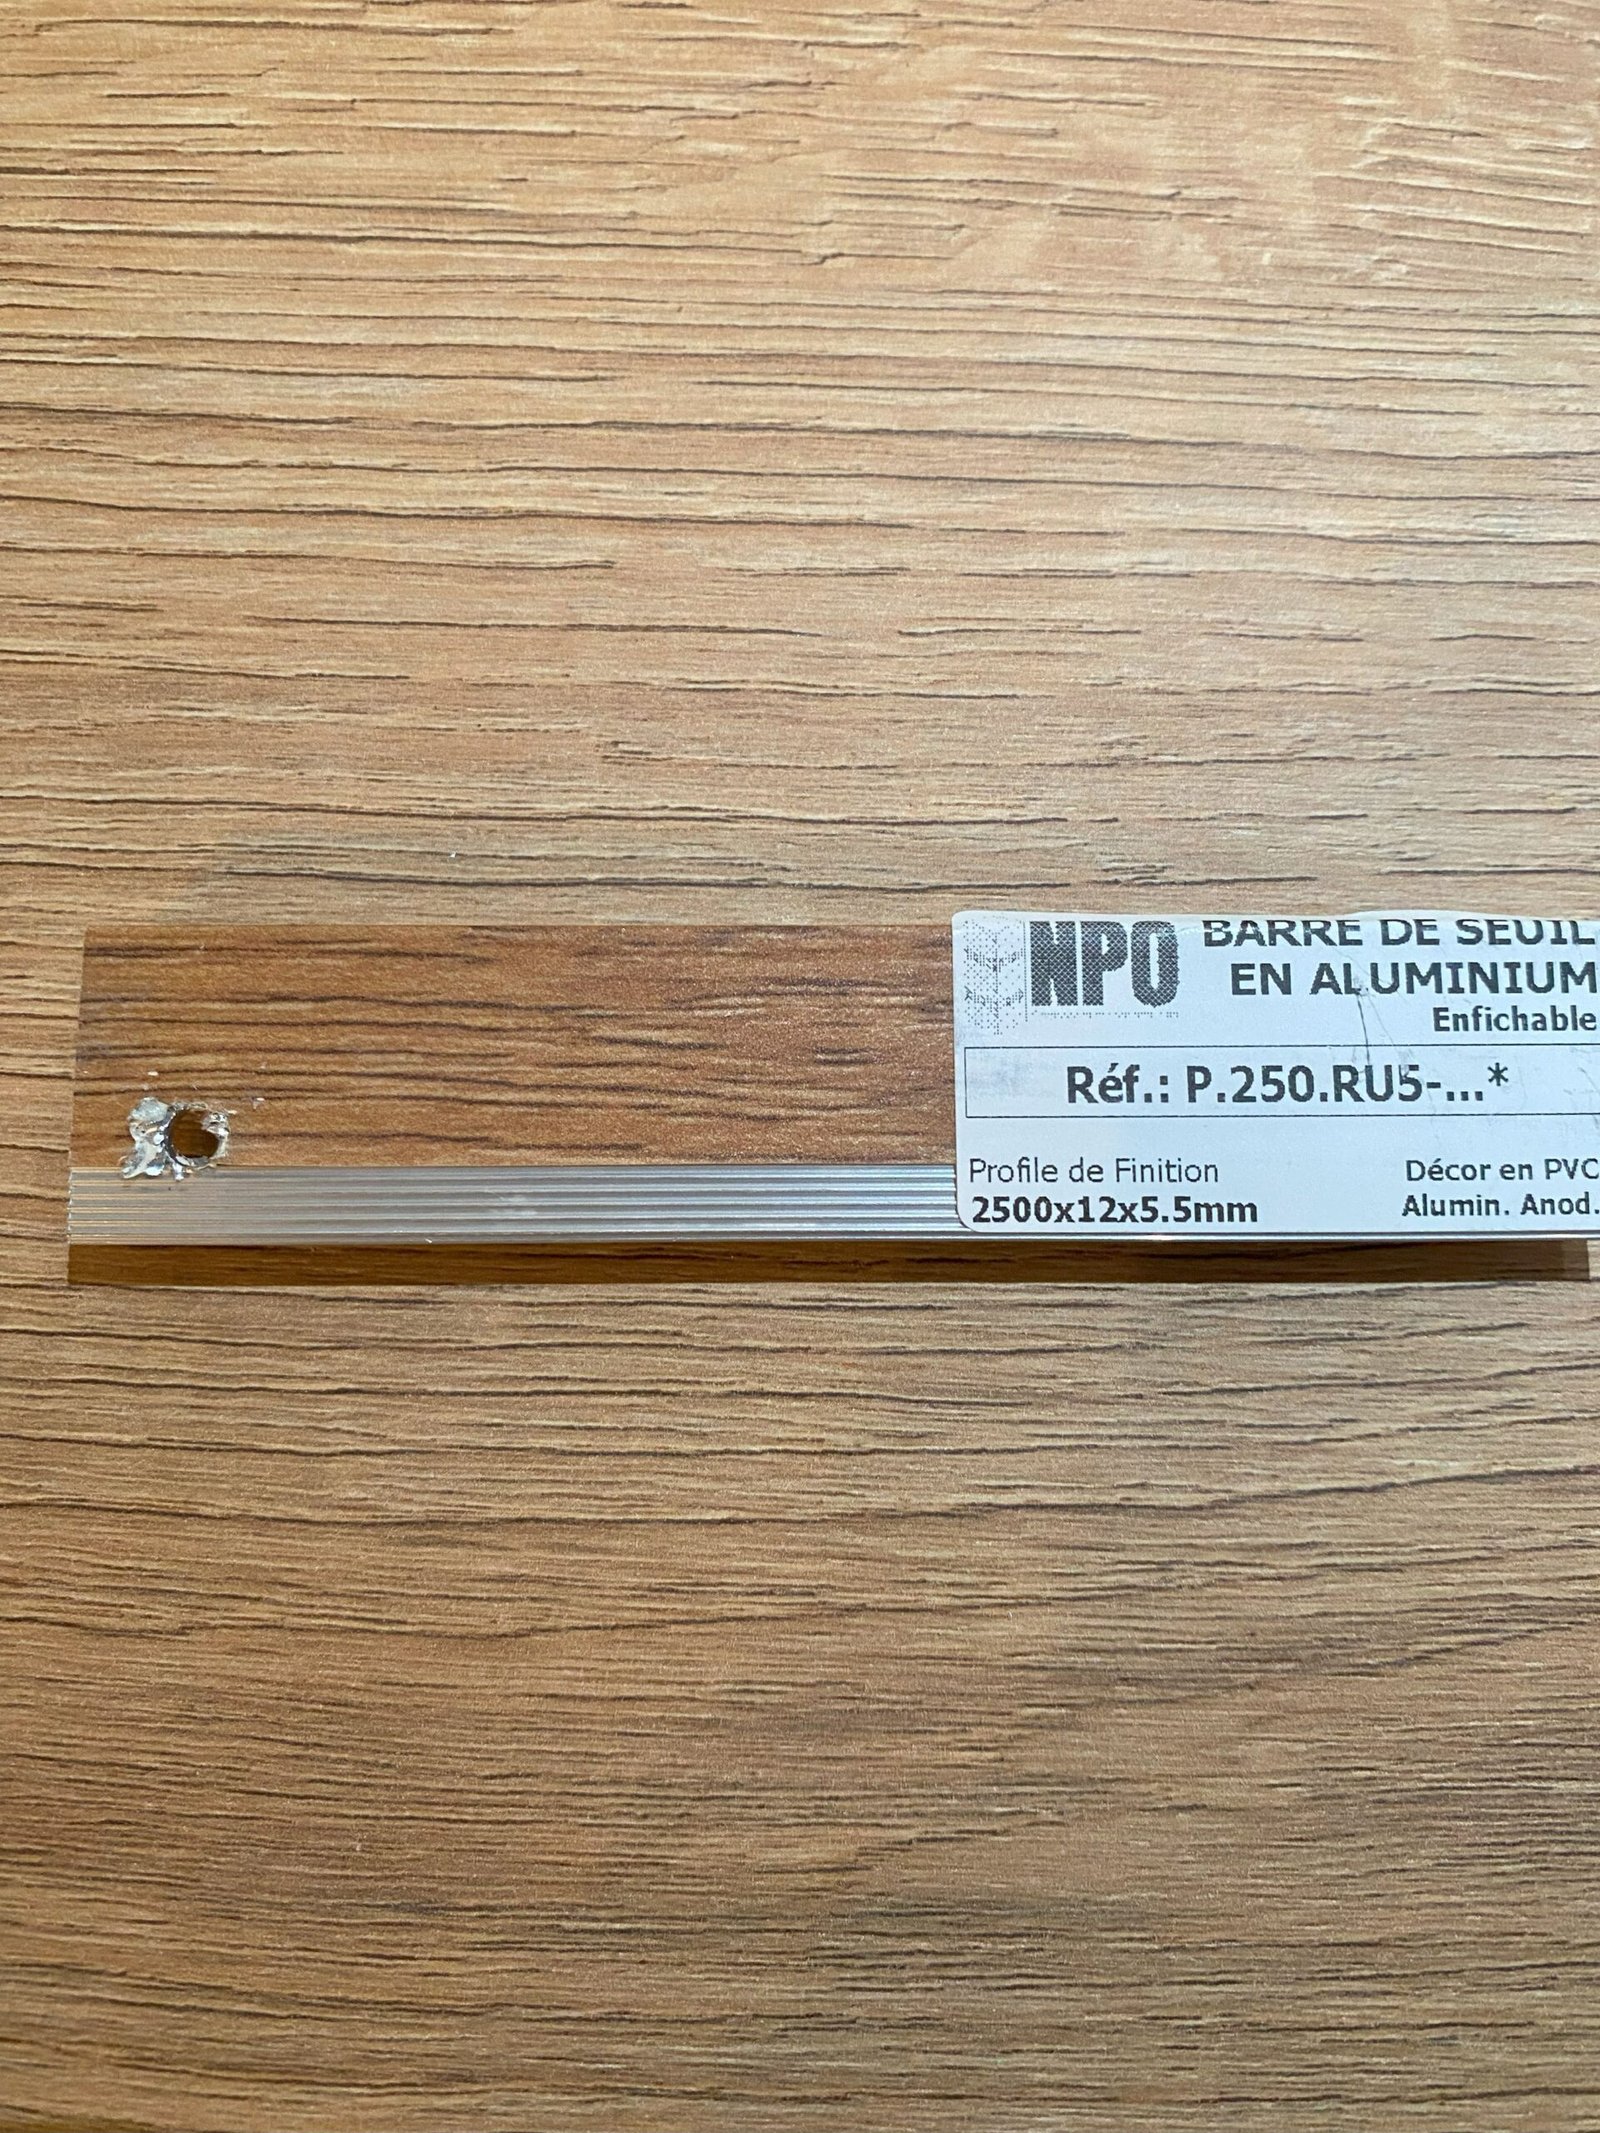 NPO
BARRE DE SEUIL
EN ALUMINIUM
Enfichable
Réf.: P.250.RU5-...*
Profile de Finition
Décor en PVC
2500x12x5.5mm
Alumin. Anod.